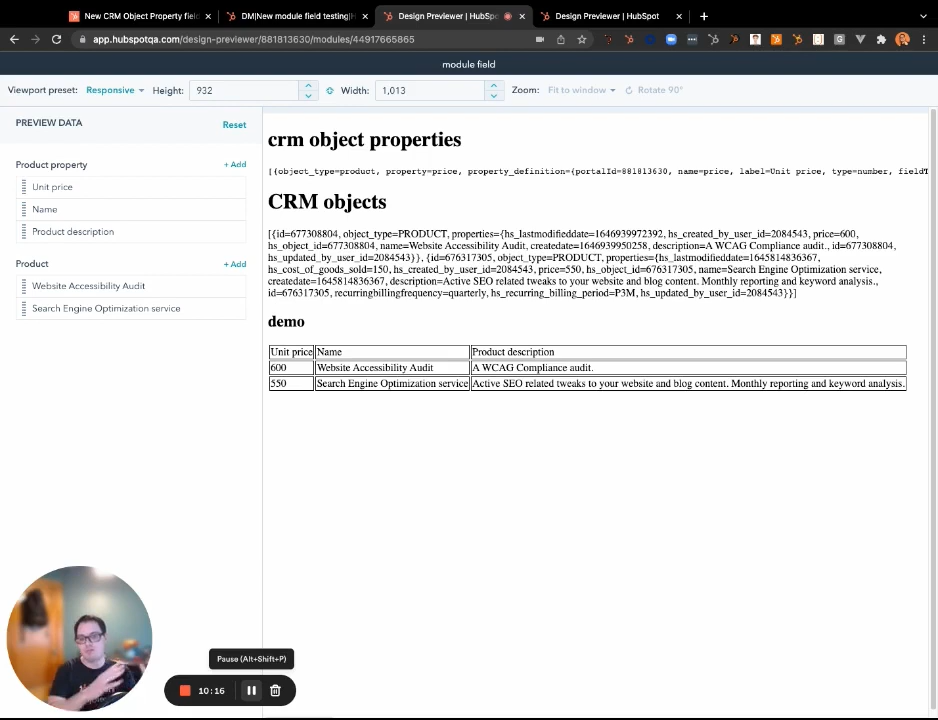 New CRM Object Property fiel
DM|New module field testing|H
Design Previewer | HubSpo
Design Previewer | HubSpot
app.hubspotqa.com/design-previewer/881813630/modules/44917665865
module field
Viewport preset: Responsive Height: 932 Width: 1,013 Zoom: Fit to window Rotate 90°
PREVIEW DATA
Reset
Product property
+ Add
Unit price
Name
Product description
Product
+ Add
Website Accessibility Audit
Search Engine Optimization service
crm object properties
[{object_type=product, property=price, property_definition={portalId=881813630, name=price, label=Unit price, type=number, fieldT
CRM objects
[{id=677308804, object_type=PRODUCT, properties={hs_lastmodifieddate=1646939972392, hs_created_by_user_id=2084543, price=600,
hs_object_id=677308804, name=Website Accessibility Audit, createdate=1646939950258, description=A WCAG Compliance audit., id=677308804,
hs_updated_by_user_id=2084543}}, {id=676317305, object_type=PRODUCT, properties={hs_lastmodifieddate=1645814836367,
hs_cost_of_goods_sold=150, hs_created_by_user_id=2084543, price=550, hs_object_id=676317305, name=Search Engine Optimization service,
createdate=1645814836367, description=Active SEO related tweaks to your website and blog content. Monthly reporting and keyword analysis.,
id=676317305, recurringbillingfrequency=quarterly, hs_recurring_billing_period=P3M, hs_updated_by_user_id=2084543}}]
demo
Unit price Name Product description
600 Website Accessibility Audit A WCAG Compliance audit.
550 Search Engine Optimization service Active SEO related tweaks to your website and blog content. Monthly reporting and keyword analysis.
Pause (Alt+Shift+P)
10:16